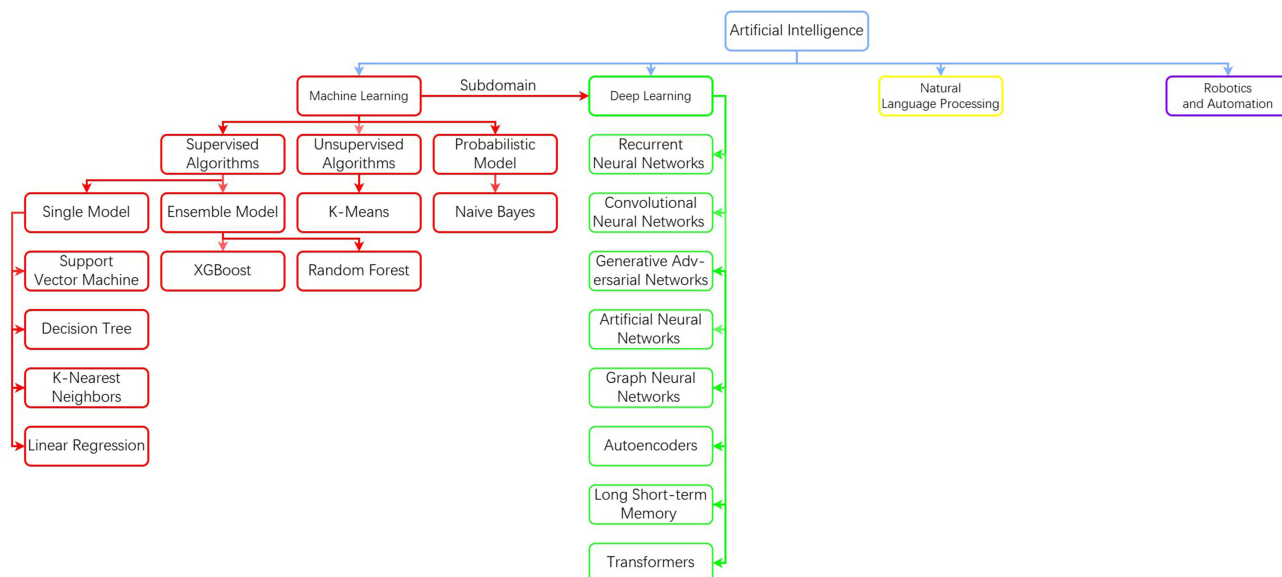 Artificial Intelligence
Machine Learning
Subdomain
Deep Learning
Natural
Language Processing
Robotics
and Automation
Supervised
Algorithms
Unsupervised
Algorithms
Probabilistic
Model
Single Model
Ensemble Model
K-Means
Naive Bayes
Support
Vector Machine
XGBoost
Random Forest
Decision Tree
K-Nearest
Neighbors
Linear Regression
Recurrent
Neural Networks
Convolutional
Neural Networks
Generative Adv-
ersarial Networks
Artificial Neural
Networks
Graph Neural
Networks
Autoencoders
Long Short-term
Memory
Transformers